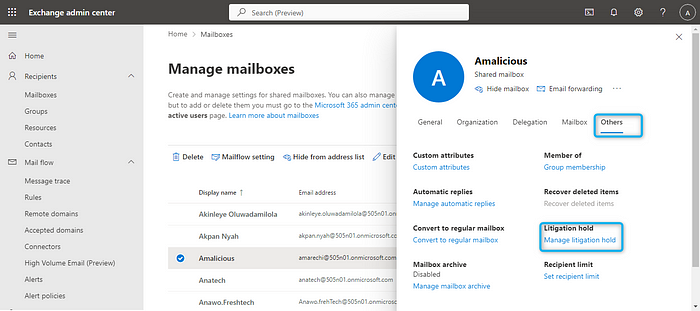 Exchange admin center
Search (Preview)
A
Home
Recipients
Mailboxes
Groups
Resources
Contacts
Mail flow
Message trace
Rules
Remote domains
Accepted domains
Connectors
High Volume Email (Preview)
Alerts
Alert policies
Home > Mailboxes
Manage mailboxes
Create and manage settings for shared mailboxes. You can also manage
but to add or delete them you must go to the Microsoft 365 admin cente
active users page. Learn more about mailboxes
Delete Mailflow setting Hide from address list Edit
Display name ↑ Email address
Akinleye Oluwadamilola akinleye.oluwadamilola@505n0
Akpan Nyah akpan.nyah@505n01.onmicrosof
Amalicious amarechi@505n01.onmicrosoft.com
Anatech anatech@505n01.onmicrosoft.com
Anawo.Freshtech Anawo.frehTech@505n01.onmicr
A
Amalicious
Shared mailbox
Hide mailbox Email forwarding ...
General Organization Delegation Mailbox Others
Custom attributes
Custom attributes
Member of
Group membership
Automatic replies
Manage automatic replies
Recover deleted items
Recover deleted items
Convert to regular mailbox
Convert to regular mailbox
Litigation hold
Manage litigation hold
Mailbox archive
Disabled
Manage mailbox archive
Recipient limit
Set recipient limit